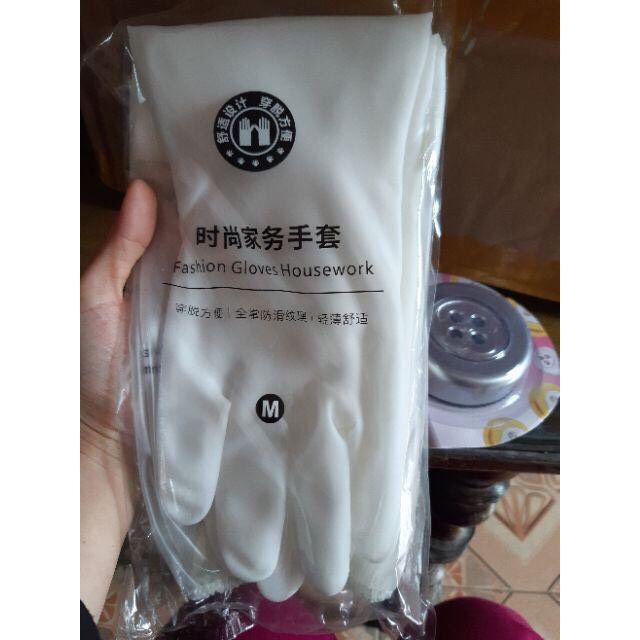 舒适设计 穿脱方便
时尚家务手套
Fashion Gloves Housework
穿脱方便 | 全掌防滑纹理 | 轻薄舒适
M